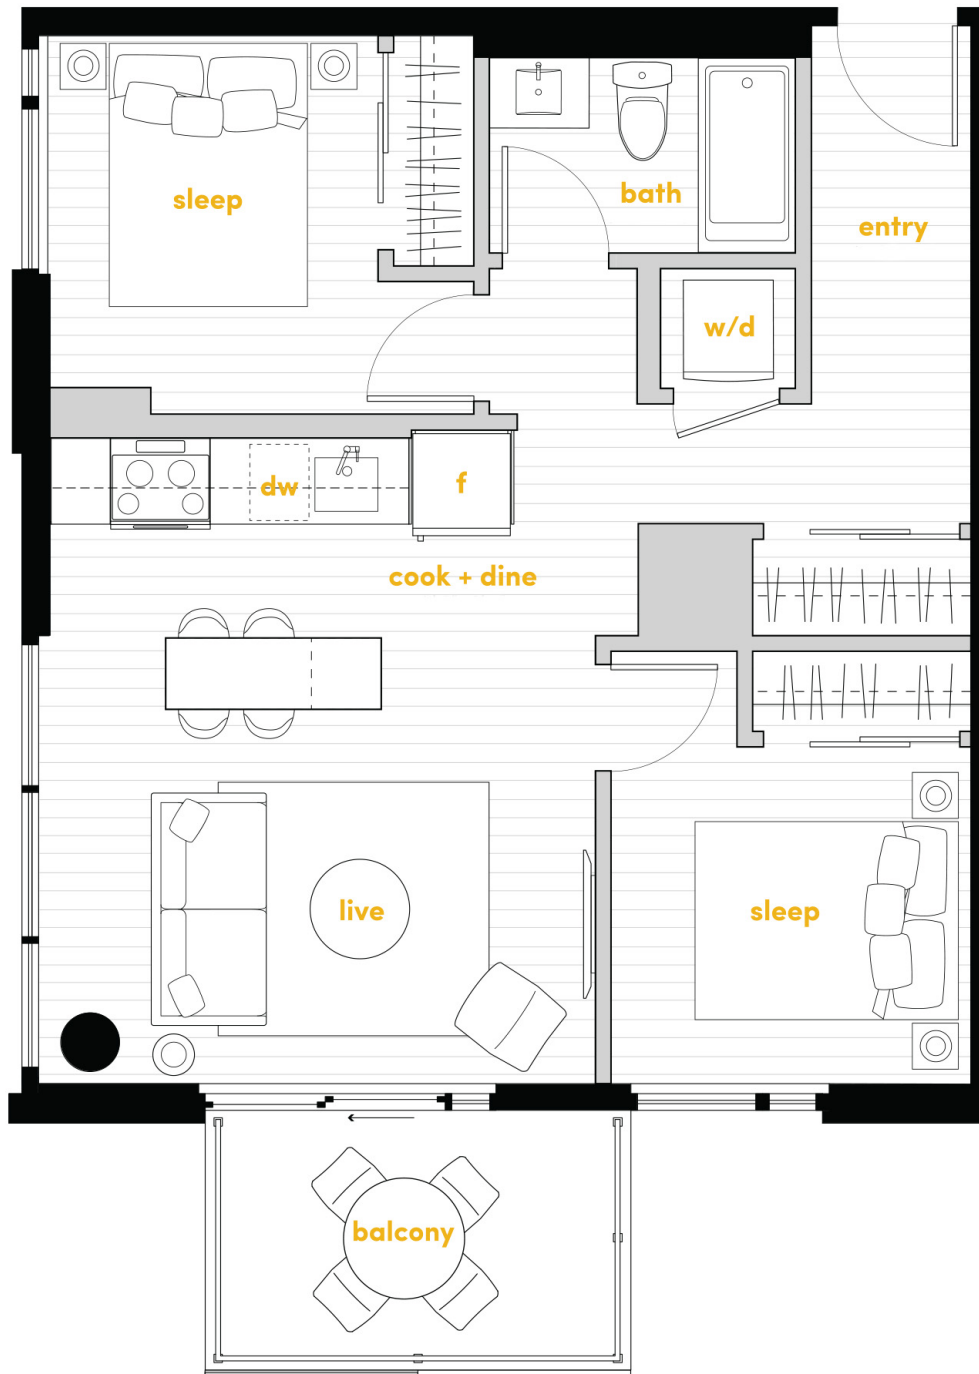 sleep
bath
entry
w/d
dw
f
cook + dine
live
sleep
balcony